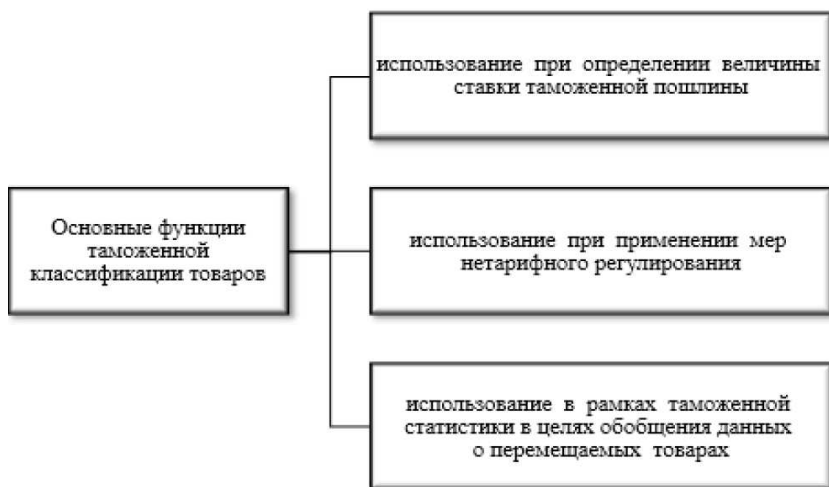 использование при определении величины
ставки таможенной пошлины
Основные функции
таможенной
классификации товаров
использование при применении мер
нетарифного регулирования
использование в рамках таможенной
статистики в целях обобщения данных
о перемещаемых товарах